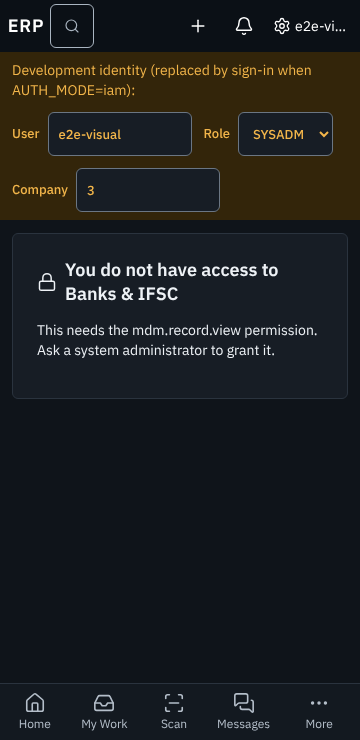 ERP
e2e-vi...
Development identity (replaced by sign-in when
AUTH_MODE=iam):
User e2e-visual Role SYSADM
Company 3
You do not have access to
Banks & IFSC
This needs the mdm.record.view permission.
Ask a system administrator to grant it.
Home My Work Scan Messages More